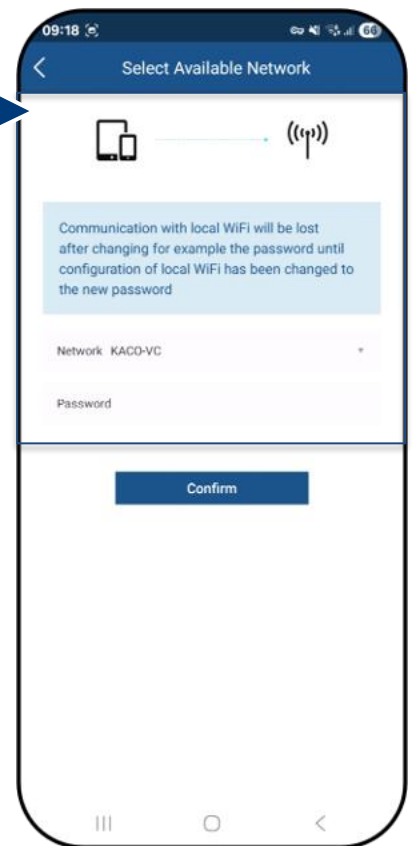 09:18
66
Select Available Network
Communication with local WiFi will be lost
after changing for example the password until
configuration of local WiFi has been changed to
the new password
Network KACO-VC
Password
Confirm